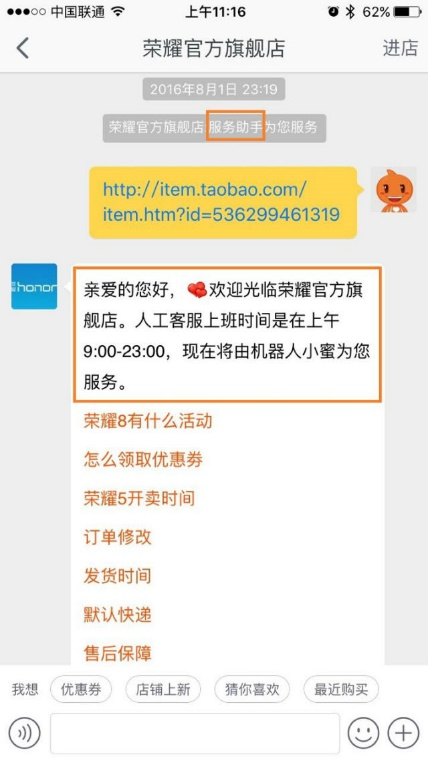 中国联通 上午11:16 62%
荣耀官方旗舰店 进店
2016年8月1日 23:19
荣耀官方旗舰店 服务助手为您服务
http://item.taobao.com/
item.htm?id=536299461319
honor
亲爱的您好，欢迎光临荣耀官方旗
舰店。人工客服上班时间是在上午
9:00-23:00，现在将由机器人小蜜为您
服务。
荣耀8有什么活动
怎么领取优惠券
荣耀5开卖时间
订单修改
发货时间
默认快递
售后保障
我想 优惠券 店铺上新 猜你喜欢 最近购买